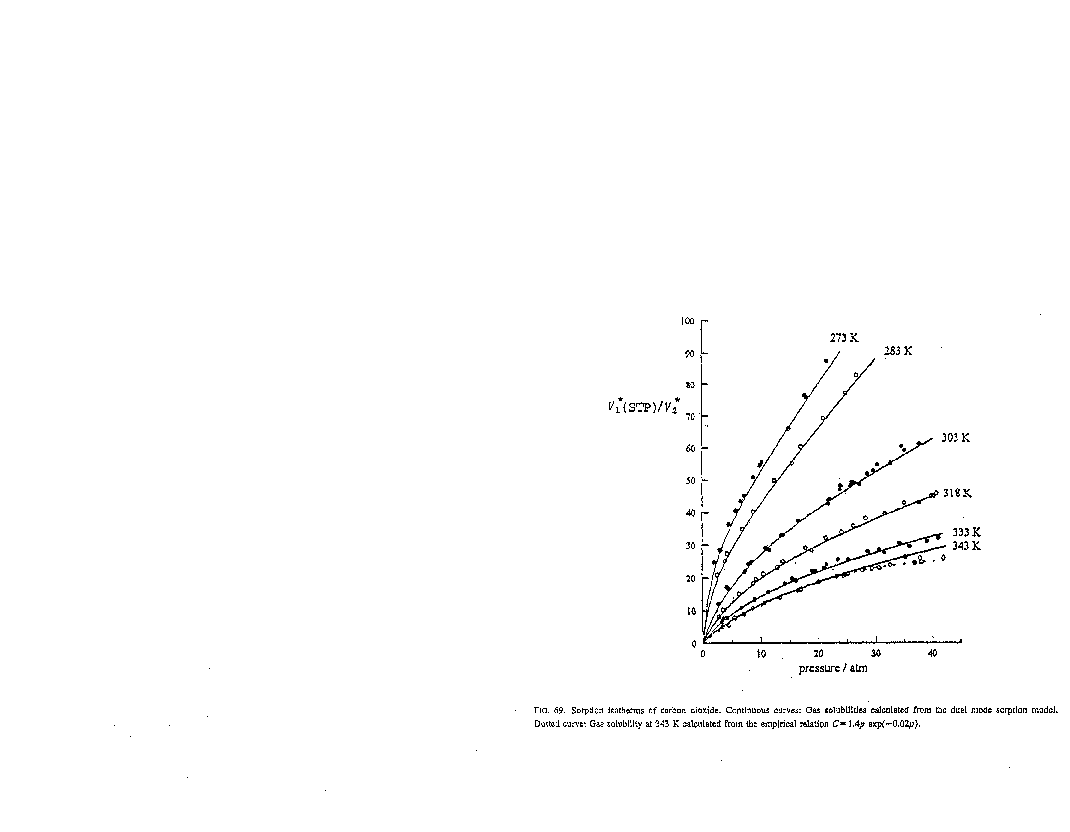 100
273 K
90
283 K
80
V₁*(STP)/V₂*
70
303 K
60
50
318 K
40
333 K
30
343 K
20
10
0
0 10 20 30 40
pressure / atm
FIG. 69. Sorption isotherms of carbon dioxide. Continuous curves: Gas solubilities calculated from the dual mode sorption model.
Dotted curve: Gas solubility at 343 K calculated from the empirical relation C = 1.4p exp(−0.02p).